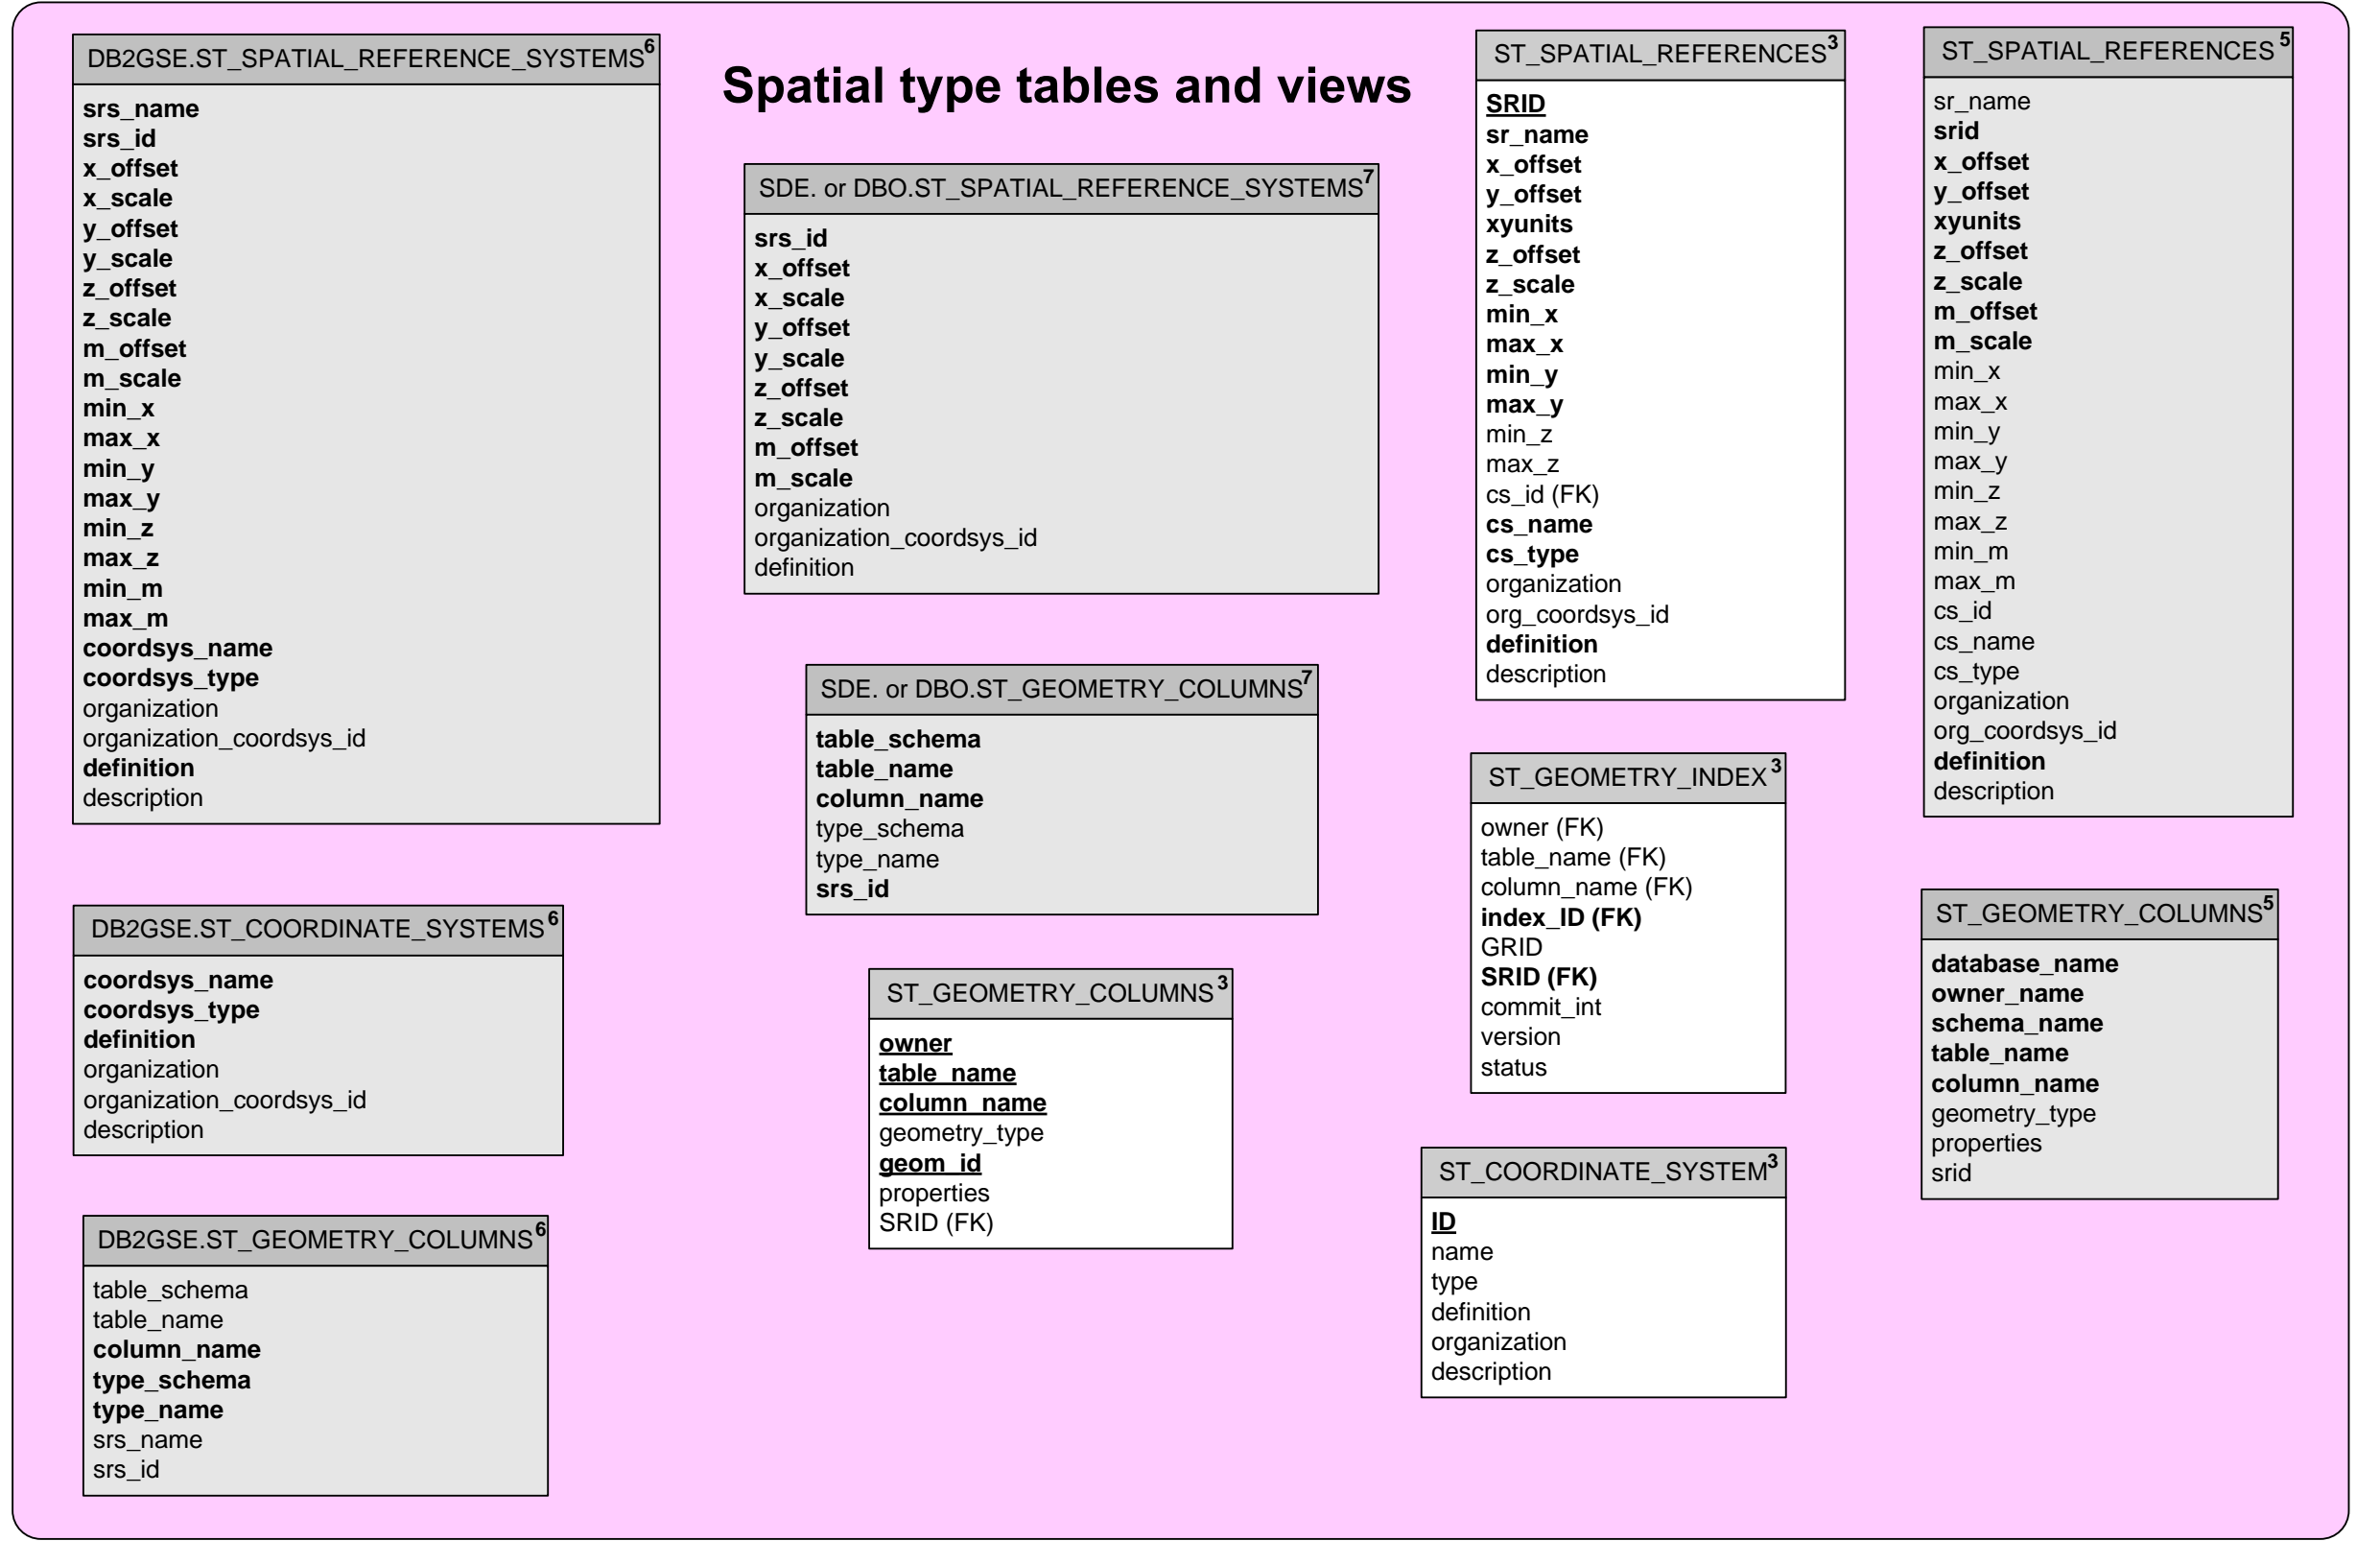 Spatial type tables and views
DB2GSE.ST_SPATIAL_REFERENCE_SYSTEMS6
srs_name
srs_id
x_offset
x_scale
y_offset
y_scale
z_offset
z_scale
m_offset
m_scale
min_x
max_x
min_y
max_y
min_z
max_z
min_m
max_m
coordsys_name
coordsys_type
organization
organization_coordsys_id
definition
description
DB2GSE.ST_COORDINATE_SYSTEMS6
coordsys_name
coordsys_type
definition
organization
organization_coordsys_id
description
DB2GSE.ST_GEOMETRY_COLUMNS6
table_schema
table_name
column_name
type_schema
type_name
srs_name
srs_id
SDE. or DBO.ST_SPATIAL_REFERENCE_SYSTEMS7
srs_id
x_offset
x_scale
y_offset
y_scale
z_offset
z_scale
m_offset
m_scale
organization
organization_coordsys_id
definition
SDE. or DBO.ST_GEOMETRY_COLUMNS7
table_schema
table_name
column_name
type_schema
type_name
srs_id
ST_GEOMETRY_COLUMNS3
owner
table_name
column_name
geometry_type
geom_id
properties
SRID (FK)
ST_SPATIAL_REFERENCES3
SRID
sr_name
x_offset
y_offset
xyunits
z_offset
z_scale
min_x
max_x
min_y
max_y
min_z
max_z
cs_id (FK)
cs_name
cs_type
organization
org_coordsys_id
definition
description
ST_GEOMETRY_INDEX3
owner (FK)
table_name (FK)
column_name (FK)
index_ID (FK)
GRID
SRID (FK)
commit_int
version
status
ST_COORDINATE_SYSTEM3
ID
name
type
definition
organization
description
ST_SPATIAL_REFERENCES5
sr_name
srid
x_offset
y_offset
xyunits
z_offset
z_scale
m_offset
m_scale
min_x
max_x
min_y
max_y
min_z
max_z
min_m
max_m
cs_id
cs_name
cs_type
organization
org_coordsys_id
definition
description
ST_GEOMETRY_COLUMNS5
database_name
owner_name
schema_name
table_name
column_name
geometry_type
properties
srid